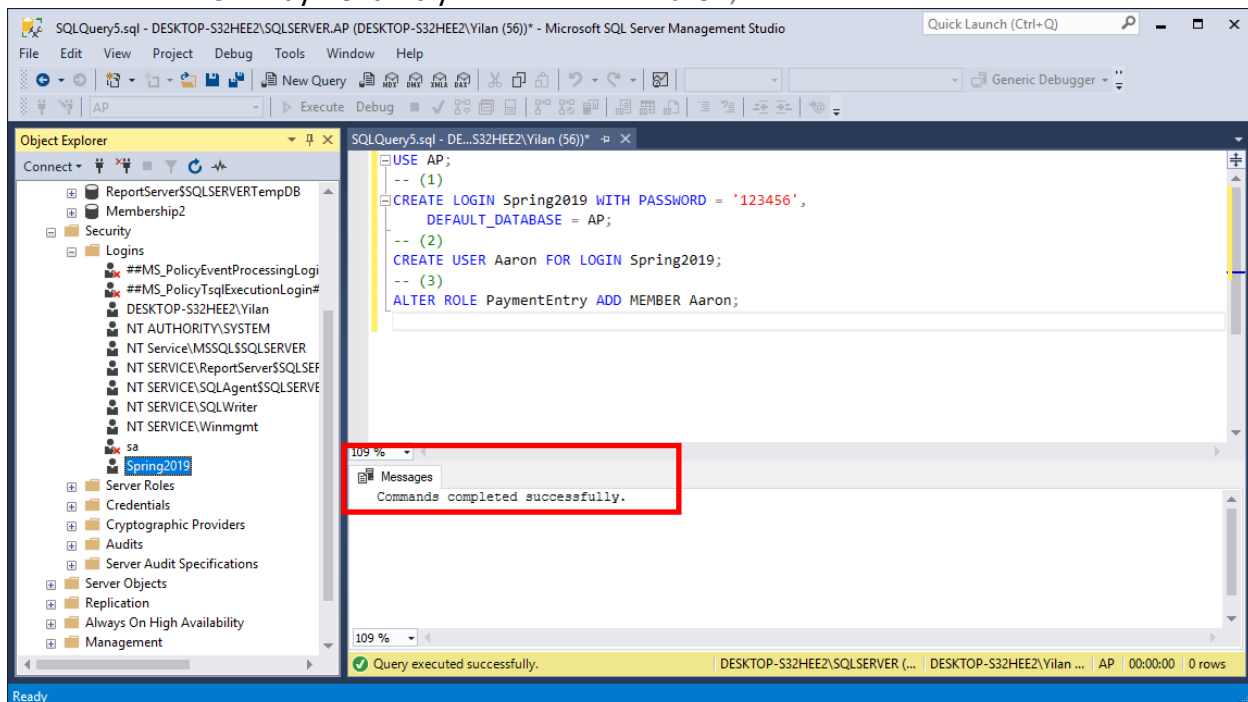 SQLQuery5.sql - DESKTOP-S32HEE2\SQLSERVER.AP (DESKTOP-S32HEE2\Yilan (56))* - Microsoft SQL Server Management Studio
Quick Launch (Ctrl+Q)
File Edit View Project Debug Tools Window Help
New Query
MDX DMX XMLA DAX
Generic Debugger
AP
Execute Debug
Object Explorer
Connect
ReportServer$SQLSERVERTempDB
Membership2
Security
Logins
##MS_PolicyEventProcessingLogi
##MS_PolicyTsqlExecutionLogin#
DESKTOP-S32HEE2\Yilan
NT AUTHORITY\SYSTEM
NT Service\MSSQL$SQLSERVER
NT SERVICE\ReportServer$SQLSER
NT SERVICE\SQLAgent$SQLSERVE
NT SERVICE\SQLWriter
NT SERVICE\Winmgmt
sa
Spring2019
Server Roles
Credentials
Cryptographic Providers
Audits
Server Audit Specifications
Server Objects
Replication
Always On High Availability
Management
SQLQuery5.sql - DE...S32HEE2\Yilan (56))*
USE AP;
-- (1)
CREATE LOGIN Spring2019 WITH PASSWORD = '123456',
DEFAULT_DATABASE = AP;
-- (2)
CREATE USER Aaron FOR LOGIN Spring2019;
-- (3)
ALTER ROLE PaymentEntry ADD MEMBER Aaron;
109 %
Messages
Commands completed successfully.
109 %
Query executed successfully.
DESKTOP-S32HEE2\SQLSERVER (... DESKTOP-S32HEE2\Yilan ... AP 00:00:00 0 rows
Ready